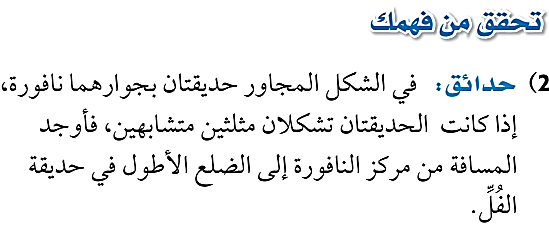 تحقق من فهمك
2) حدائق: في الشكل المجاور حديقتان بجوارهما نافورة،
إذا كانت الحديقتان تشكلان مثلثين متشابهين، فأوجد
المسافة من مركز النافورة إلى الضلع الأطول في حديقة
الفُلِّ.